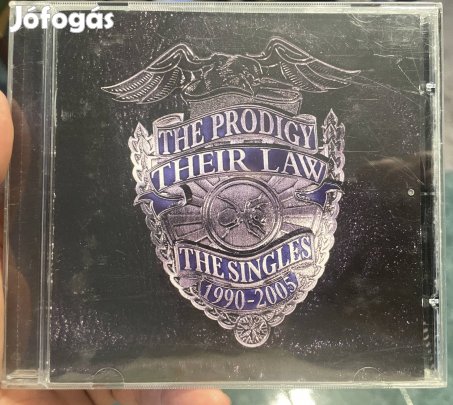 Jófogás
THE PRODIGY
THEIR LAW
THE SINGLES
1990-2005